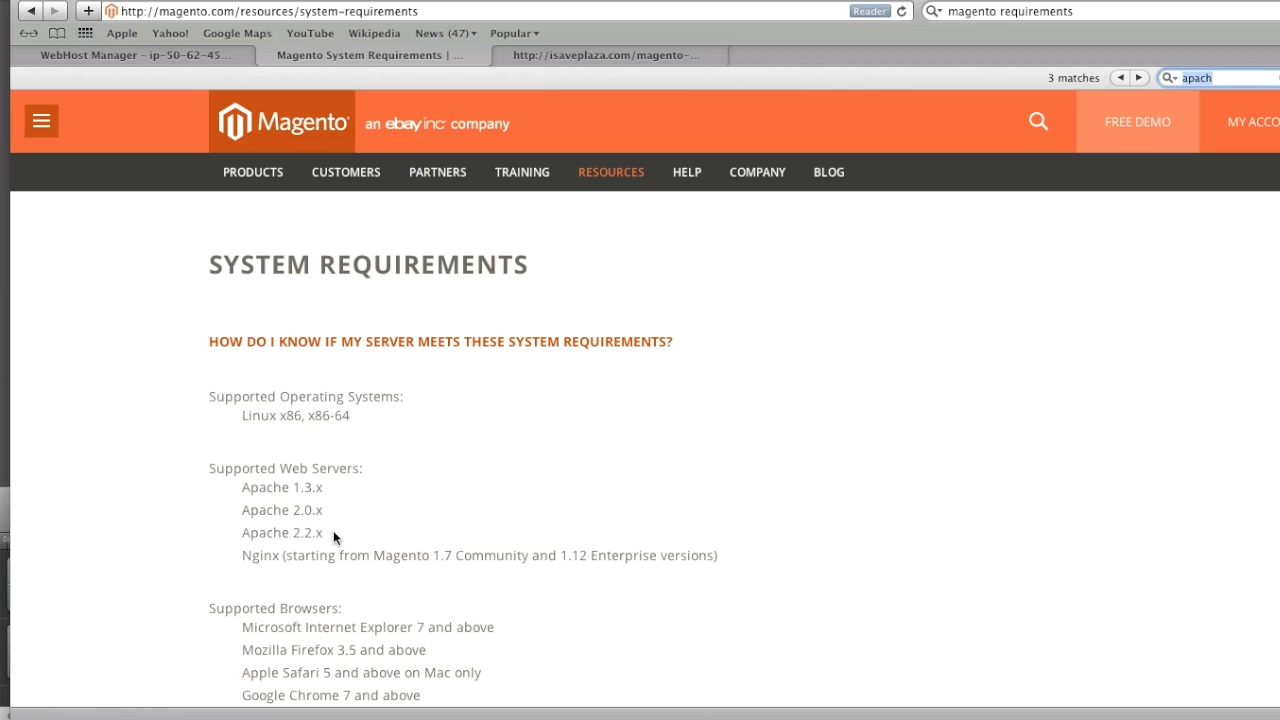 http://magento.com/resources/system-requirements
Reader
magento requirements
Apple
Yahoo!
Google Maps
YouTube
Wikipedia
News (47)
Popular
WebHost Manager – ip-50-62-45...
Magento System Requirements | ...
http://isaveplaza.com/magento-...
3 matches
apach
Magento
an ebay inc company
FREE DEMO
MY ACCO
PRODUCTS
CUSTOMERS
PARTNERS
TRAINING
RESOURCES
HELP
COMPANY
BLOG
SYSTEM REQUIREMENTS
HOW DO I KNOW IF MY SERVER MEETS THESE SYSTEM REQUIREMENTS?
Supported Operating Systems:
Linux x86, x86-64
Supported Web Servers:
Apache 1.3.x
Apache 2.0.x
Apache 2.2.x
Nginx (starting from Magento 1.7 Community and 1.12 Enterprise versions)
Supported Browsers:
Microsoft Internet Explorer 7 and above
Mozilla Firefox 3.5 and above
Apple Safari 5 and above on Mac only
Google Chrome 7 and above